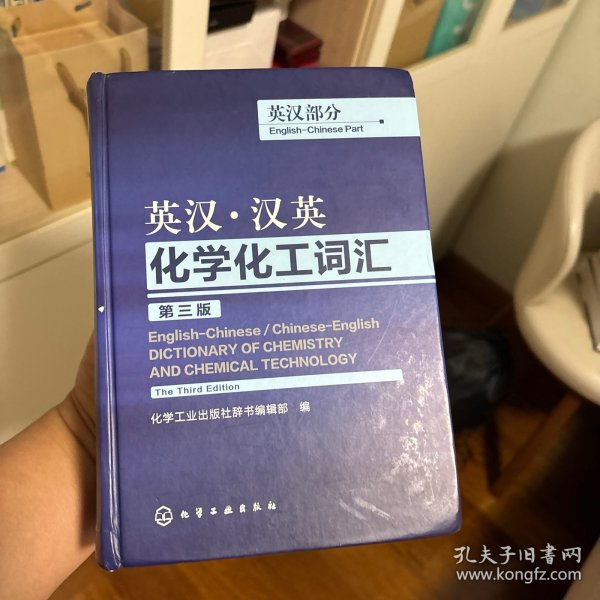 英汉部分
English-Chinese Part
英汉·汉英
化学化工词汇
第三版
English-Chinese / Chinese-English
DICTIONARY OF CHEMISTRY
AND CHEMICAL TECHNOLOGY
The Third Edition
化学工业出版社辞书编辑部 编
化学工业出版社
孔夫子旧书网
www.kongfz.com